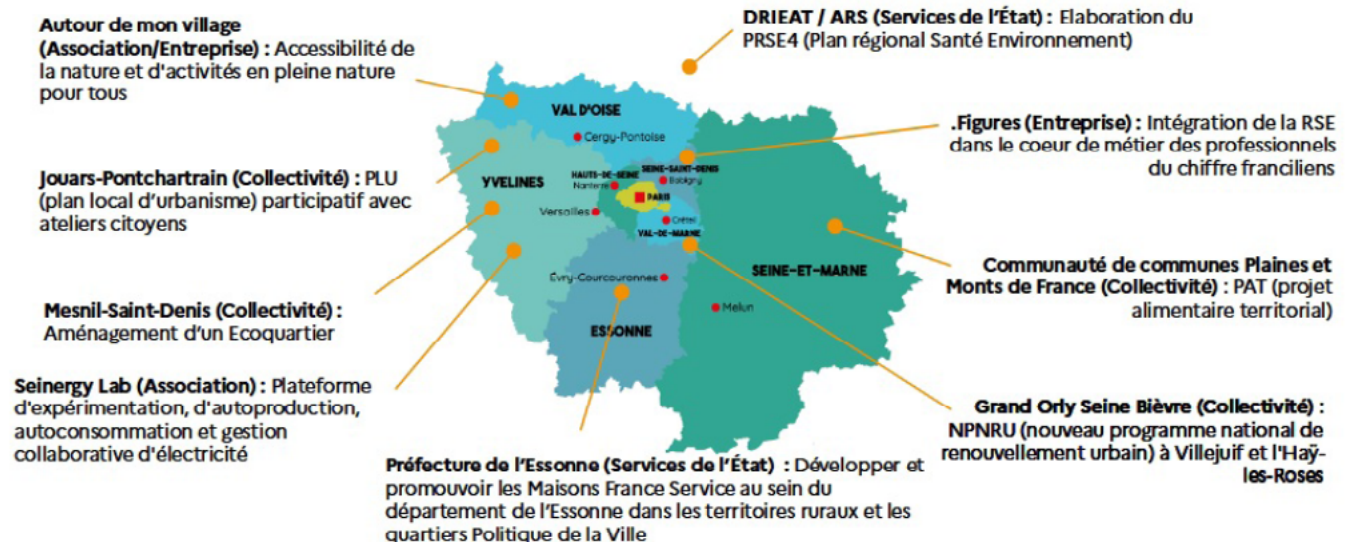 Autour de mon village
(Association/Entreprise) : Accessibilité de
la nature et d'activités en pleine nature
pour tous
DRIEAT / ARS (Services de l'État) : Elaboration du
PRSE4 (Plan régional Santé Environnement)
.Figures (Entreprise) : Intégration de la RSE
dans le coeur de métier des professionnels
du chiffre franciliens
Jouars-Pontchartrain (Collectivité) : PLU
(plan local d'urbanisme) participatif avec
ateliers citoyens
Communauté de communes Plaines et
Monts de France (Collectivité) : PAT (projet
alimentaire territorial)
Mesnil-Saint-Denis (Collectivité) :
Aménagement d'un Ecoquartier
Seinergy Lab (Association) : Plateforme
d'expérimentation, d'autoproduction,
autoconsommation et gestion
collaborative d'électricité
Grand Orly Seine Bièvre (Collectivité) :
NPNRU (nouveau programme national de
renouvellement urbain) à Villejuif et l'Haÿ-
les-Roses
Préfecture de l'Essonne (Services de l'État) : Développer et
promouvoir les Maisons France Service au sein du
département de l'Essonne dans les territoires ruraux et les
quartiers Politique de la Ville
VAL D'OISE
Cergy-Pontoise
YVELINES
HAUTS-DE-SEINE
Nanterre
SEINE-SAINT-DENIS
Bobigny
PARIS
Versailles
Créteil
VAL-DE-MARNE
SEINE-ET-MARNE
Évry-Courcouronnes
Melun
ESSONNE